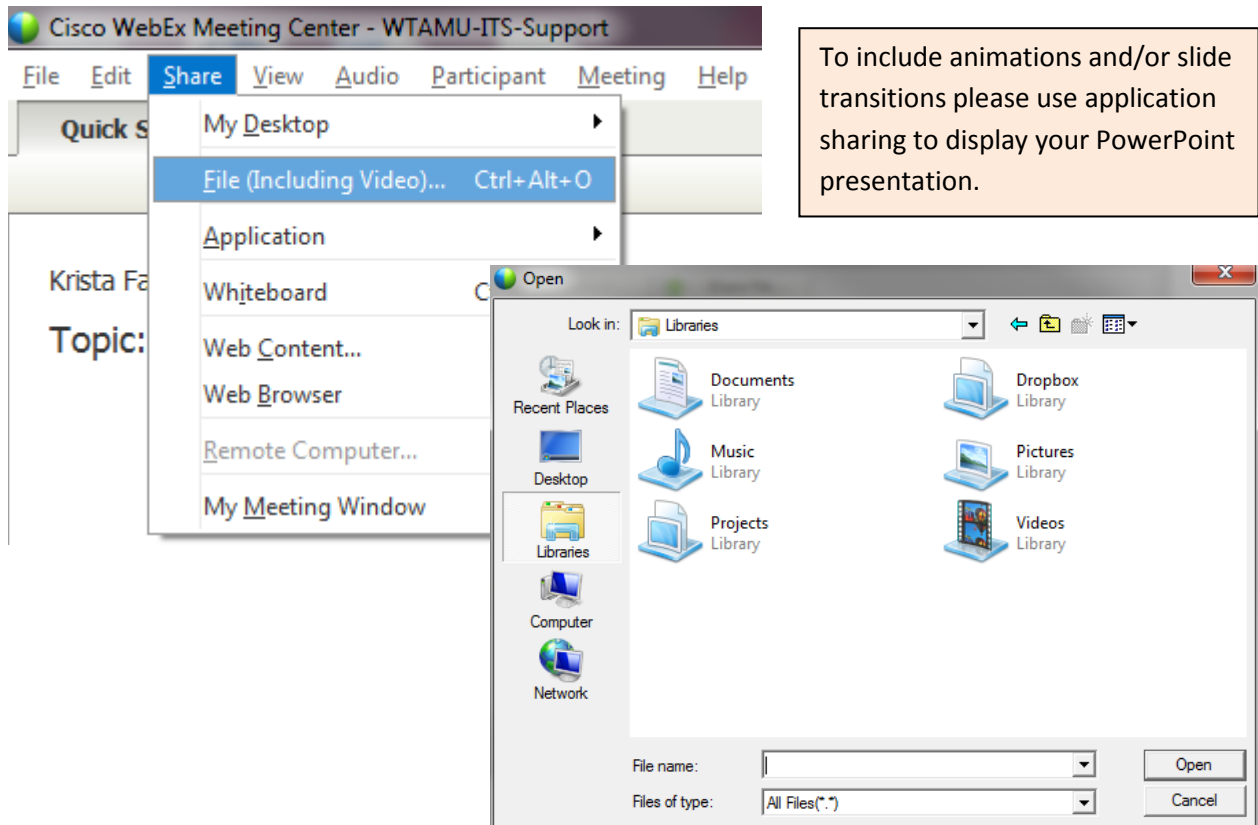 Cisco WebEx Meeting Center - WTAMU-ITS-Support
File Edit Share View Audio Participant Meeting Help
Quick S
My Desktop
File (Including Video)... Ctrl+Alt+O
Application
Whiteboard C
Web Content...
Web Browser
Remote Computer...
My Meeting Window
Krista Fa
Topic:
To include animations and/or slide
transitions please use application
sharing to display your PowerPoint
presentation.
Open
X
Look in: Libraries
Recent Places
Desktop
Libraries
Computer
Network
Documents
Library
Dropbox
Library
Music
Library
Pictures
Library
Projects
Library
Videos
Library
File name:
Open
Files of type: All Files(*.*)
Cancel